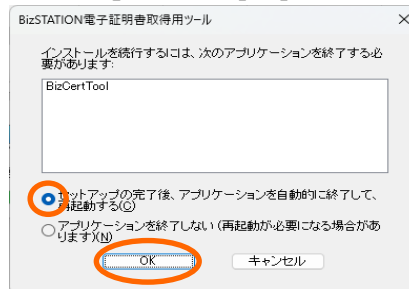 BizSTATION電子証明書取得用ツール
インストールを続行するには、次のアプリケーションを終了する必
要があります:
BizCertTool
セットアップの完了後、アプリケーションを自動的に終了して、
再起動する(C)
アプリケーションを終了しない（再起動が必要になる場合があ
ります）(N)
OK
キャンセル